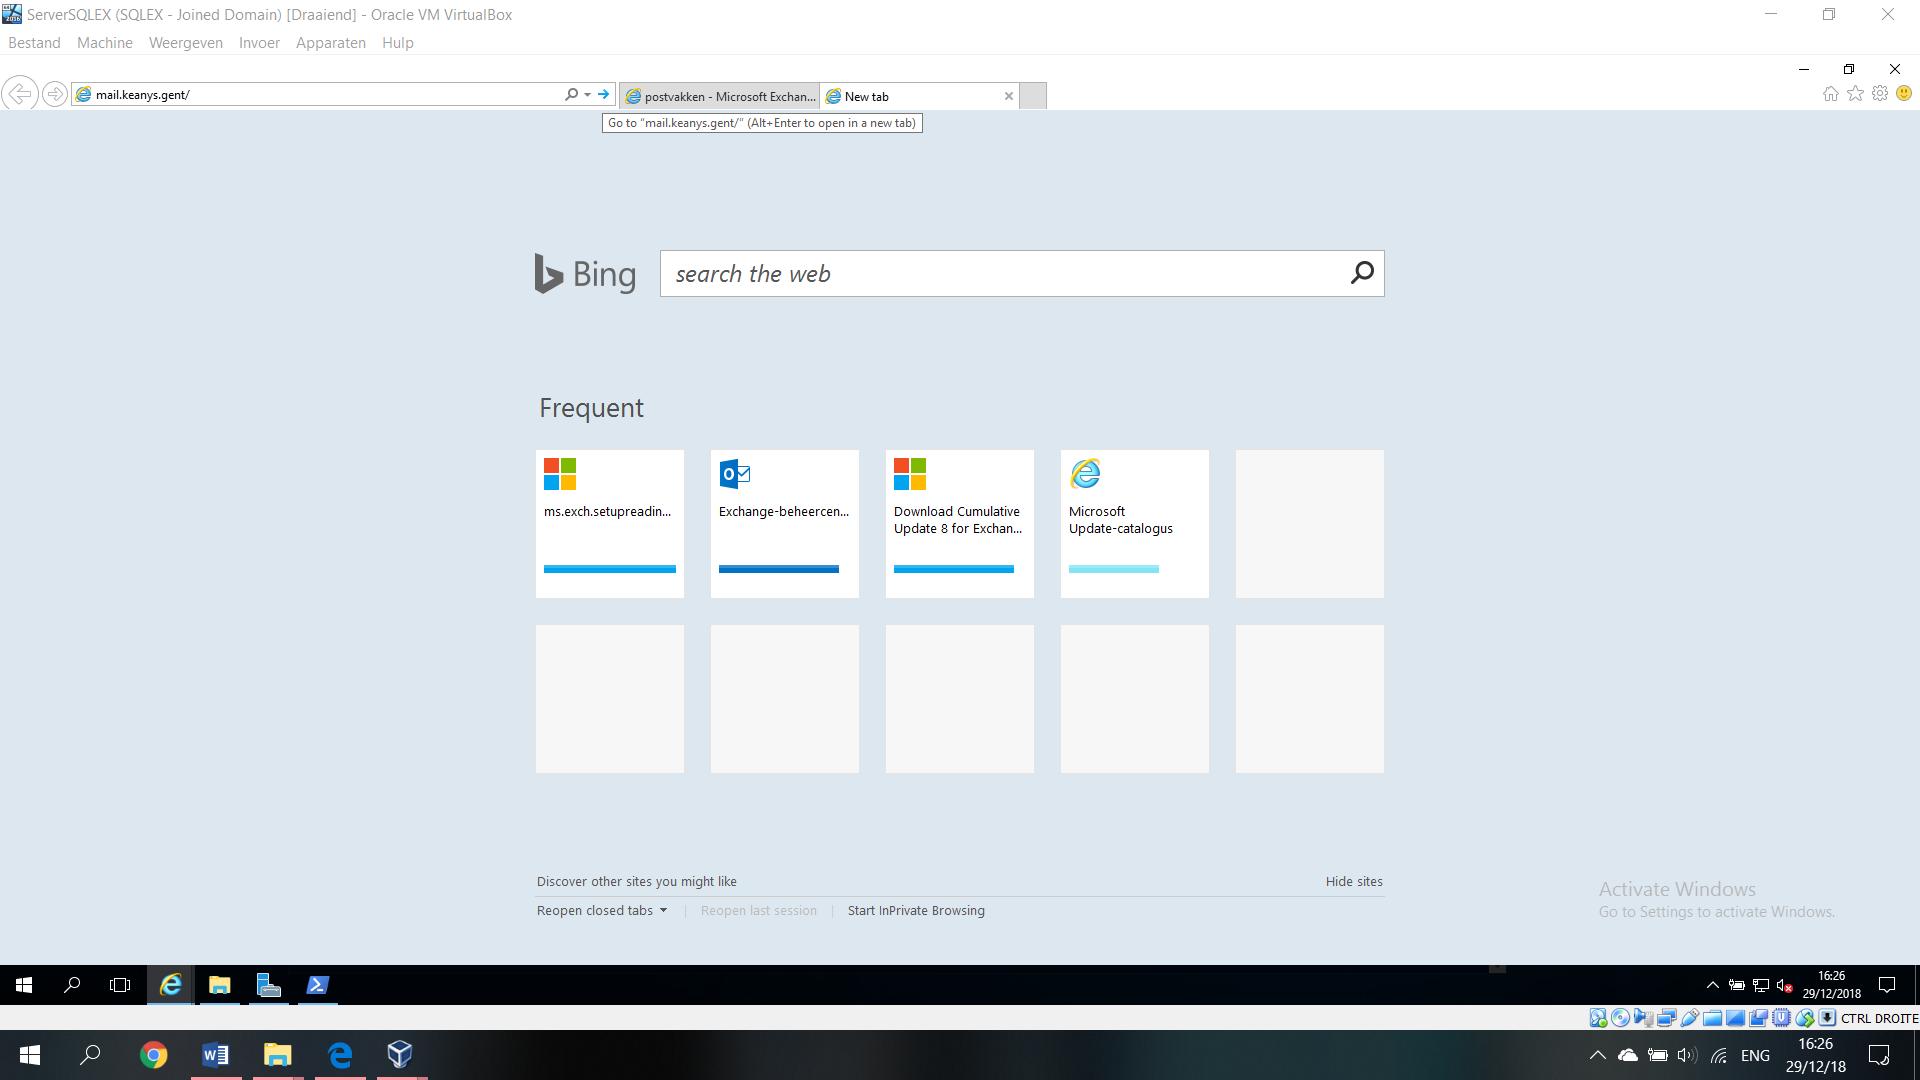 ServerSQLEX (SQLEX - Joined Domain) [Draaiend] - Oracle VM VirtualBox
Bestand Machine Weergeven Invoer Apparaten Hulp
mail.keanys.gent/
postvakken - Microsoft Exchan...
New tab
Go to “mail.keanys.gent/” (Alt+Enter to open in a new tab)
Bing
search the web
Frequent
ms.exch.setupreadin...
Exchange-beheercen...
Download Cumulative
Update 8 for Exchan...
Microsoft
Update-catalogus
Discover other sites you might like
Hide sites
Reopen closed tabs
Reopen last session
Start InPrivate Browsing
Activate Windows
Go to Settings to activate Windows.
16:26
29/12/2018
CTRL DROITE
ENG
16:26
29/12/18